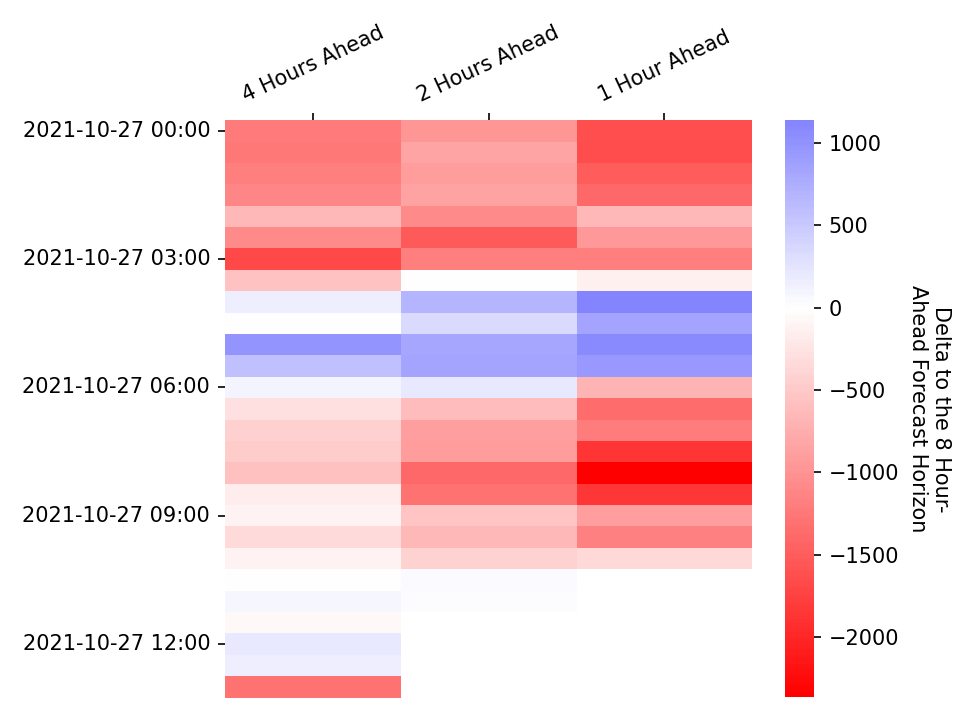 4 Hours Ahead
2 Hours Ahead
1 Hour Ahead
2021-10-27 00:00
2021-10-27 03:00
2021-10-27 06:00
2021-10-27 09:00
2021-10-27 12:00
1000
500
0
−500
−1000
−1500
−2000
Delta to the 8 Hour-
Ahead Forecast Horizon